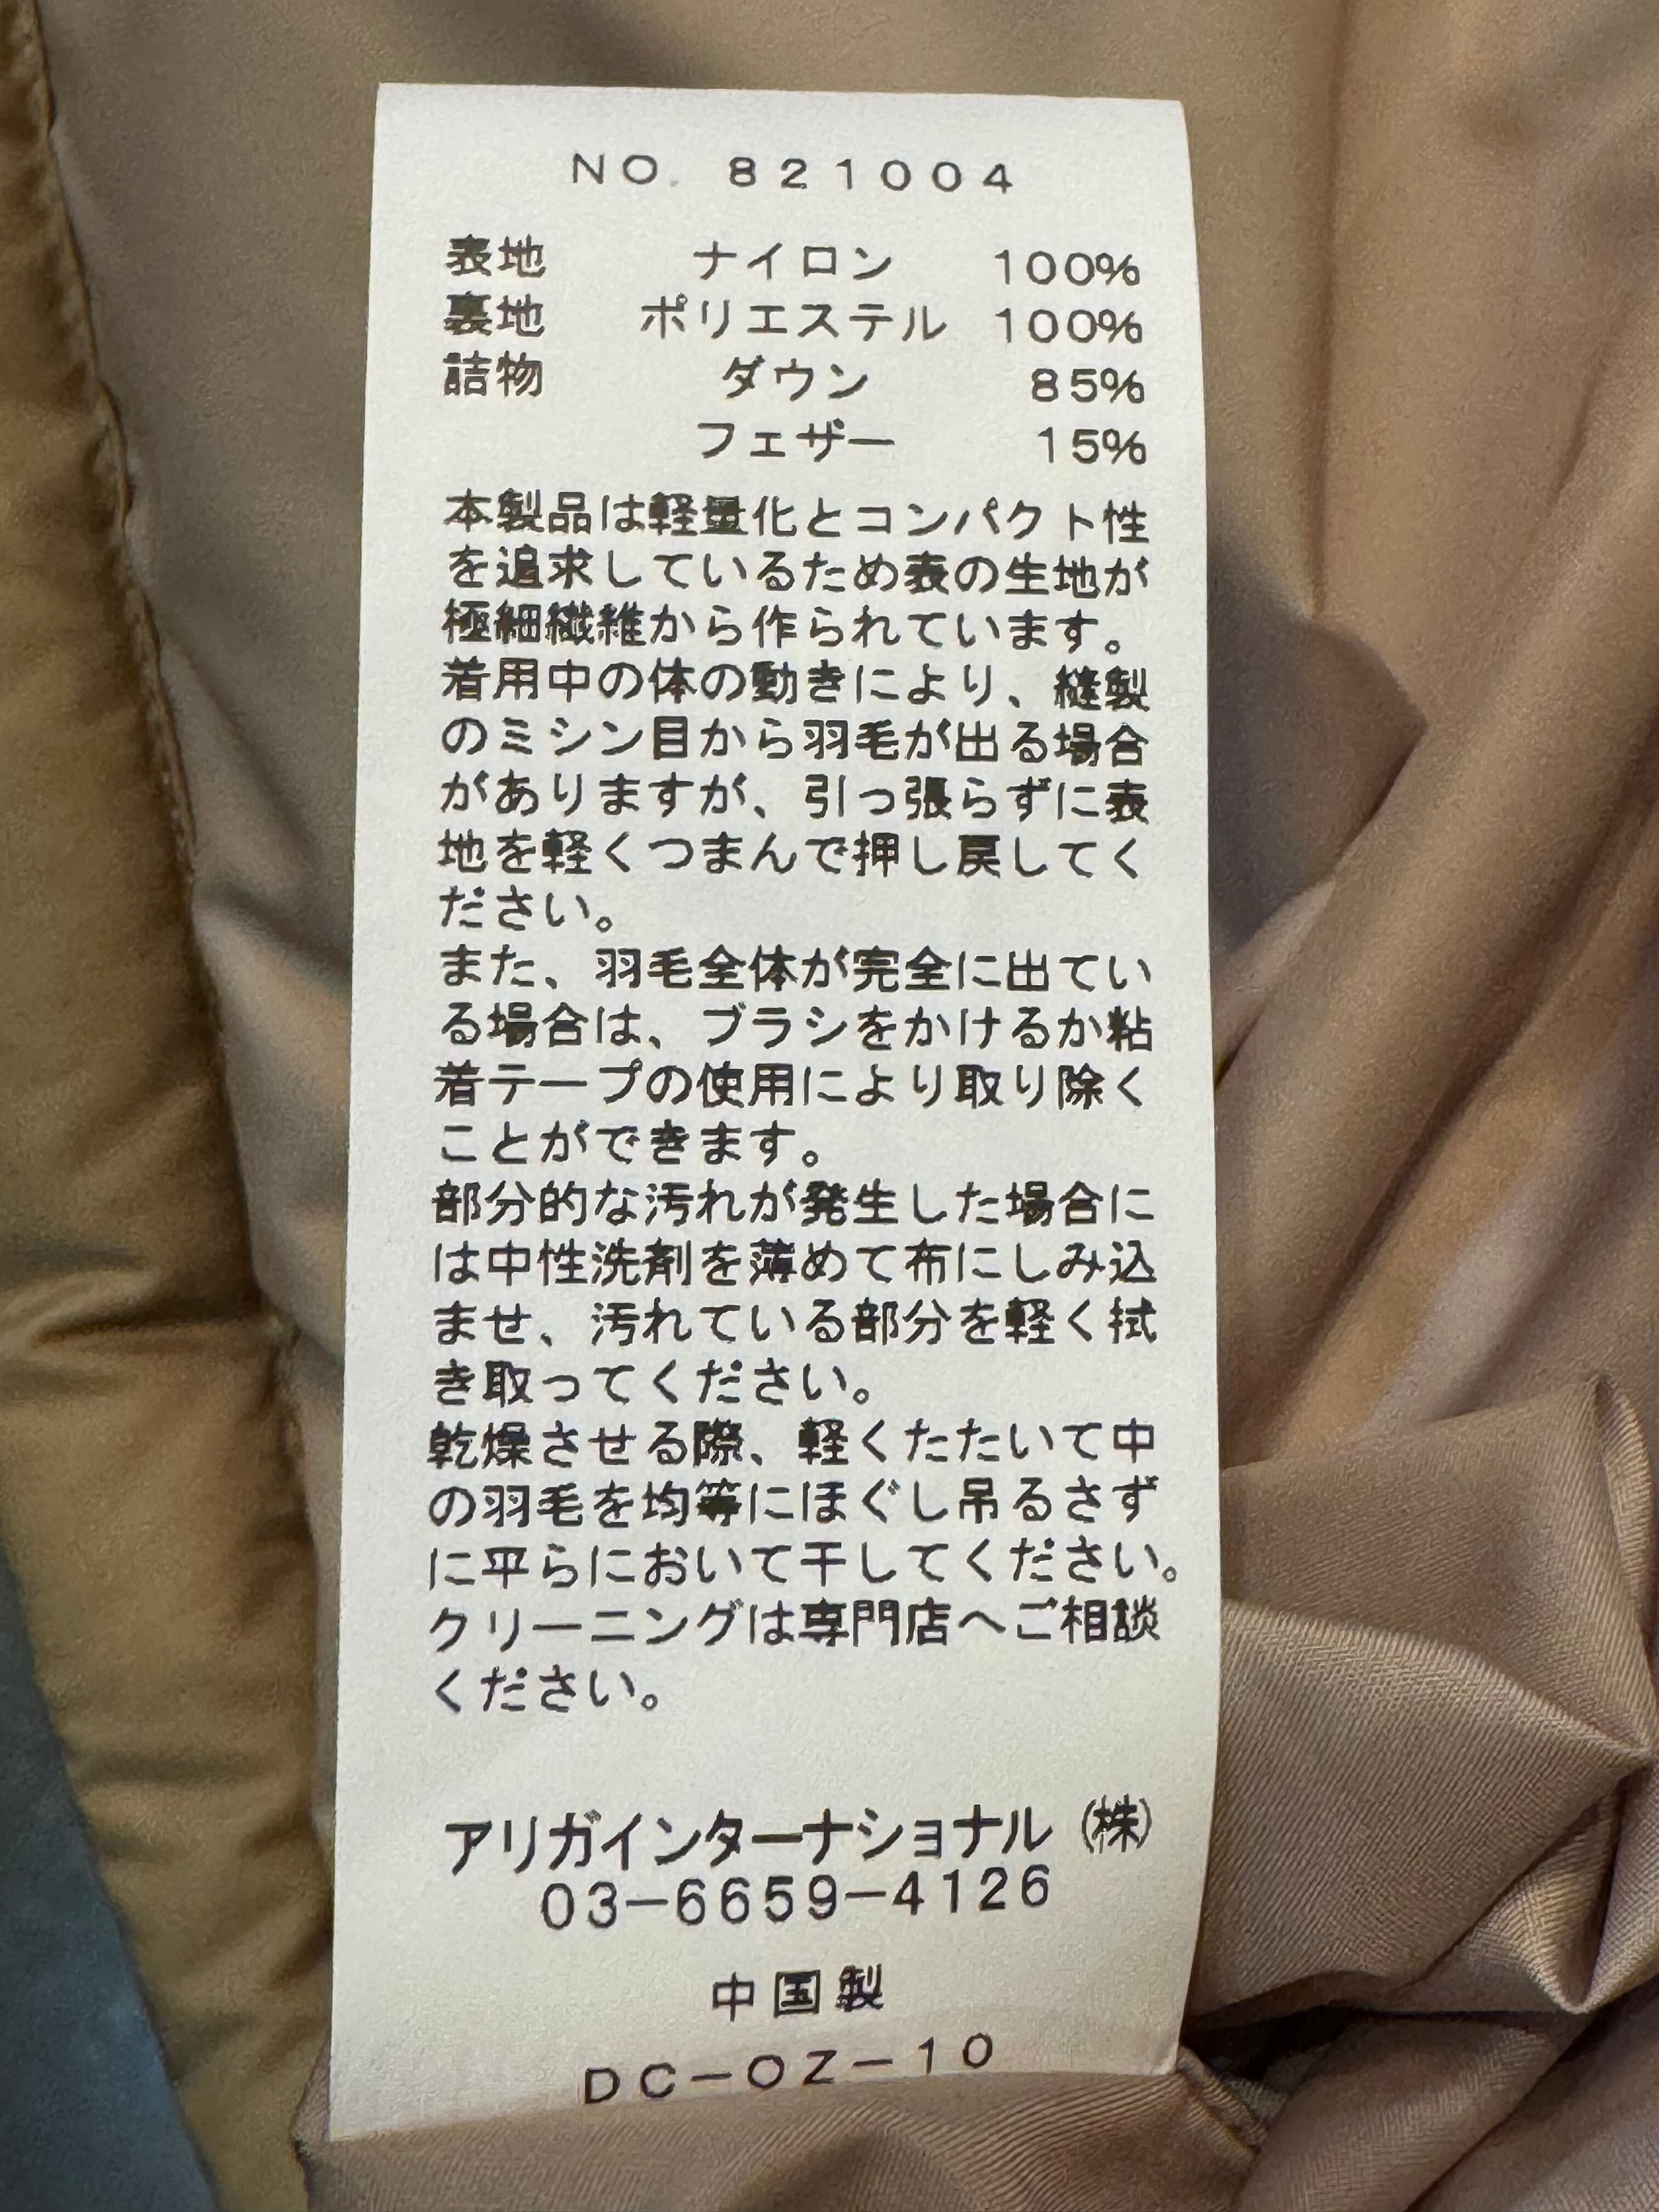 NO. 821004
表地 ナイロン 100%
裏地 ポリエステル 100%
詰物 ダウン 85%
フェザー 15%
本製品は軽量化とコンパクト性
を追求しているため表の生地が
極細繊維から作られています。
着用中の体の動きにより、縫製
のミシン目から羽毛が出る場合
がありますが、引っ張らずに表
地を軽くつまんで押し戻してく
ださい。
また、羽毛全体が完全に出てい
る場合は、ブラシをかけるか粘
着テープの使用により取り除く
ことができます。
部分的な汚れが発生した場合に
は中性洗剤を薄めて布にしみ込
ませ、汚れている部分を軽く拭
き取ってください。
乾燥させる際、軽くたたいて中
の羽毛を均等にほぐし吊るさず
に平らにおいて干してください。
クリーニングは専門店へご相談
ください。
アリガインターナショナル (株)
03-6659-4126
中国製
DC-OZ-10